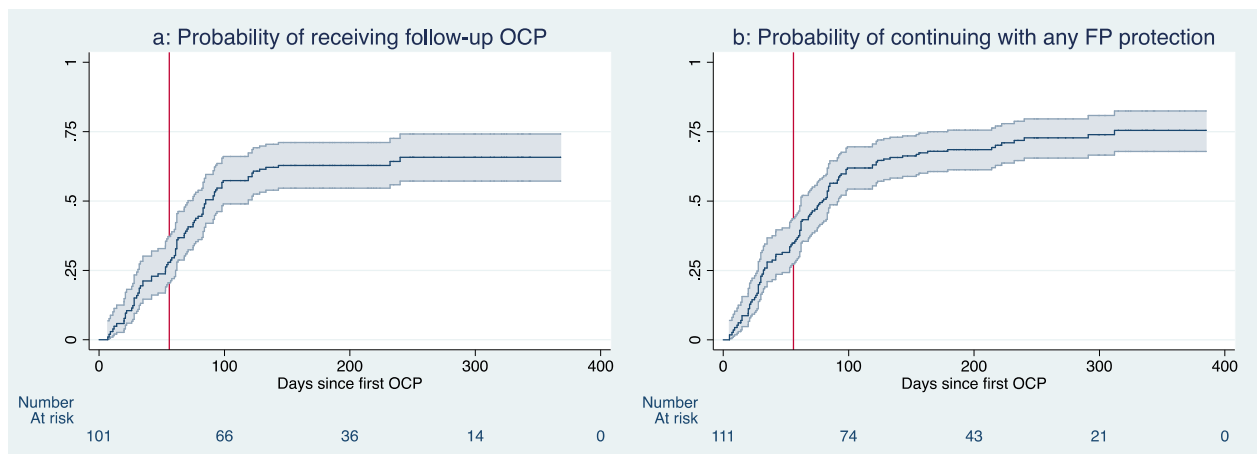 a: Probability of receiving follow-up OCP
1
.75
.5
.25
0
0 100 200 300 400
Days since first OCP
Number
At risk
101 66 36 14 0
b: Probability of continuing with any FP protection
1
.75
.5
.25
0
0 100 200 300 400
Days since first OCP
Number
At risk
111 74 43 21 0